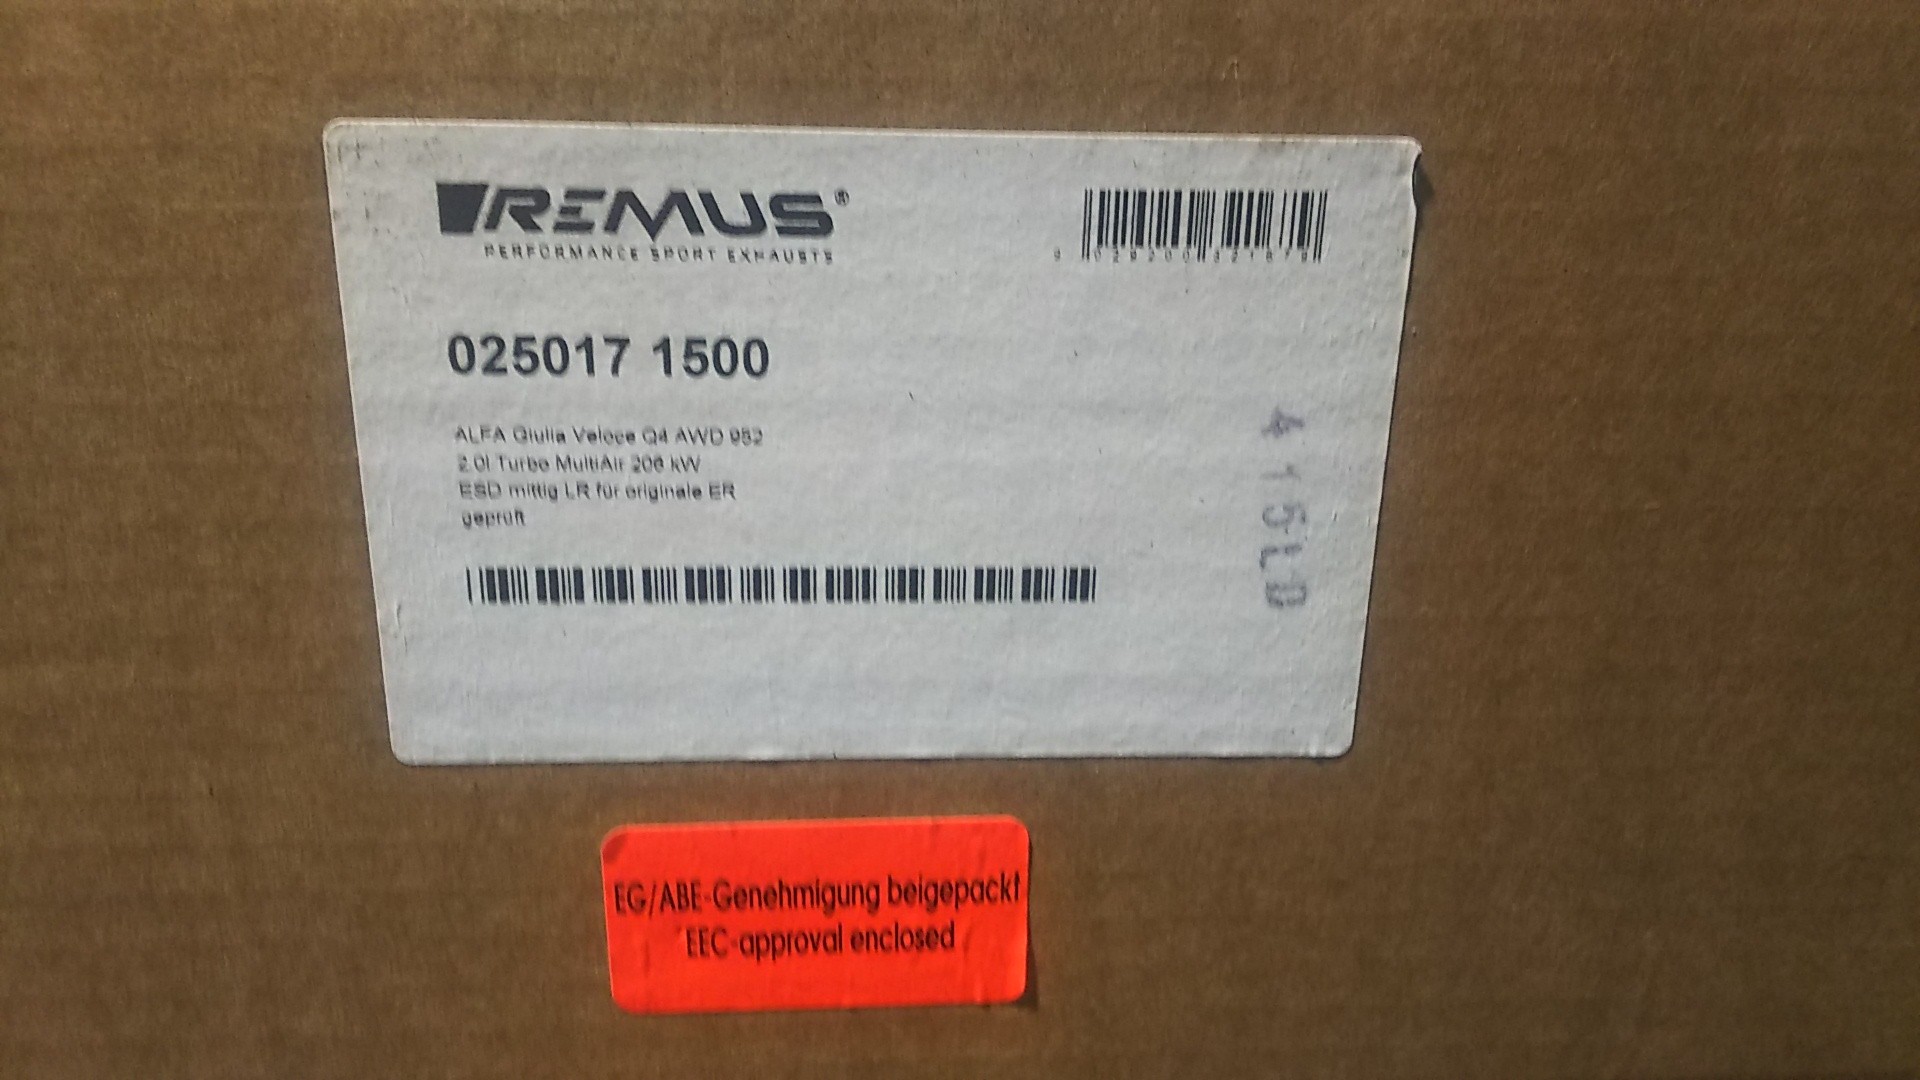 REMUS®
PERFORMANCE SPORT EXHAUSTS
025017 1500
ALFA Giulia Veloce Q4 AWD 952
2.0l Turbo MultiAir 206 kW
ESD mittig LR für originale ER
geprüft
EG/ABE-Genehmigung beigepackt
EEC-approval enclosed